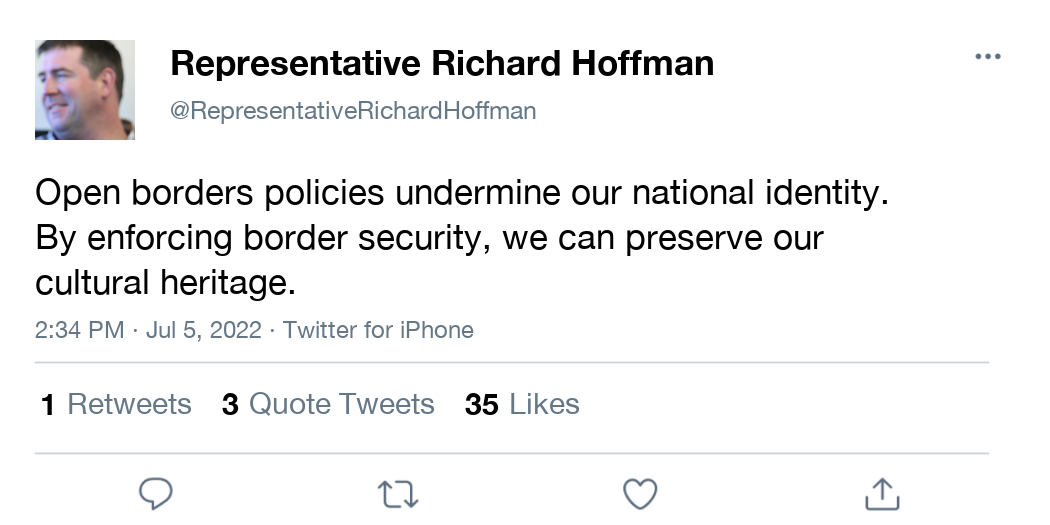 Representative Richard Hoffman
@RepresentativeRichardHoffman
Open borders policies undermine our national identity.
By enforcing border security, we can preserve our
cultural heritage.
2:34 PM · Jul 5, 2022 · Twitter for iPhone
1 Retweets 3 Quote Tweets 35 Likes